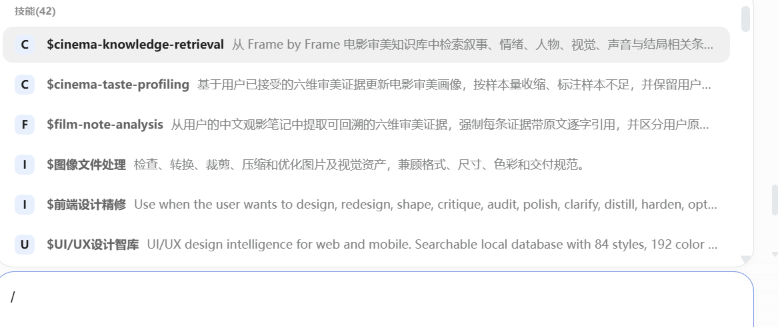 技能(42)
C $cinema-knowledge-retrieval 从 Frame by Frame 电影审美知识库中检索叙事、情绪、人物、视觉、声音与结局相关条...
C $cinema-taste-profiling 基于用户已接受的六维审美证据更新电影审美画像，按样本量收缩、标注样本不足，并保留用户...
F $film-note-analysis 从用户的中文观影笔记中提取可回溯的六维审美证据，强制每条证据带原文逐字引用，并区分用户原...
I $图像文件处理 检查、转换、裁剪、压缩和优化图片及视觉资产，兼顾格式、尺寸、色彩和交付规范。
I $前端设计精修 Use when the user wants to design, redesign, shape, critique, audit, polish, clarify, distill, harden, opt...
U $UI/UX设计智库 UI/UX design intelligence for web and mobile. Searchable local database with 84 styles, 192 color ...
/